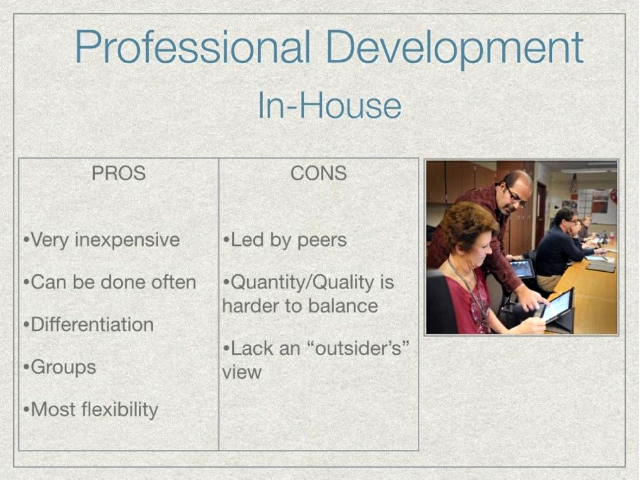 Professional Development
In-House
PROS
•Very inexpensive
•Can be done often
•Differentiation
•Groups
•Most flexibility
CONS
•Led by peers
•Quantity/Quality is
harder to balance
•Lack an “outsider’s”
view